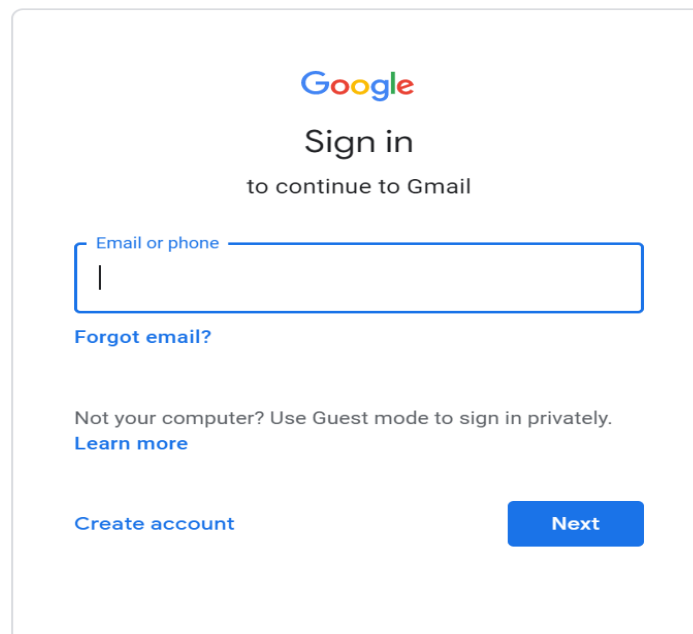 Google
Sign in
to continue to Gmail
Email or phone
Forgot email?
Not your computer? Use Guest mode to sign in privately.
Learn more
Create account
Next